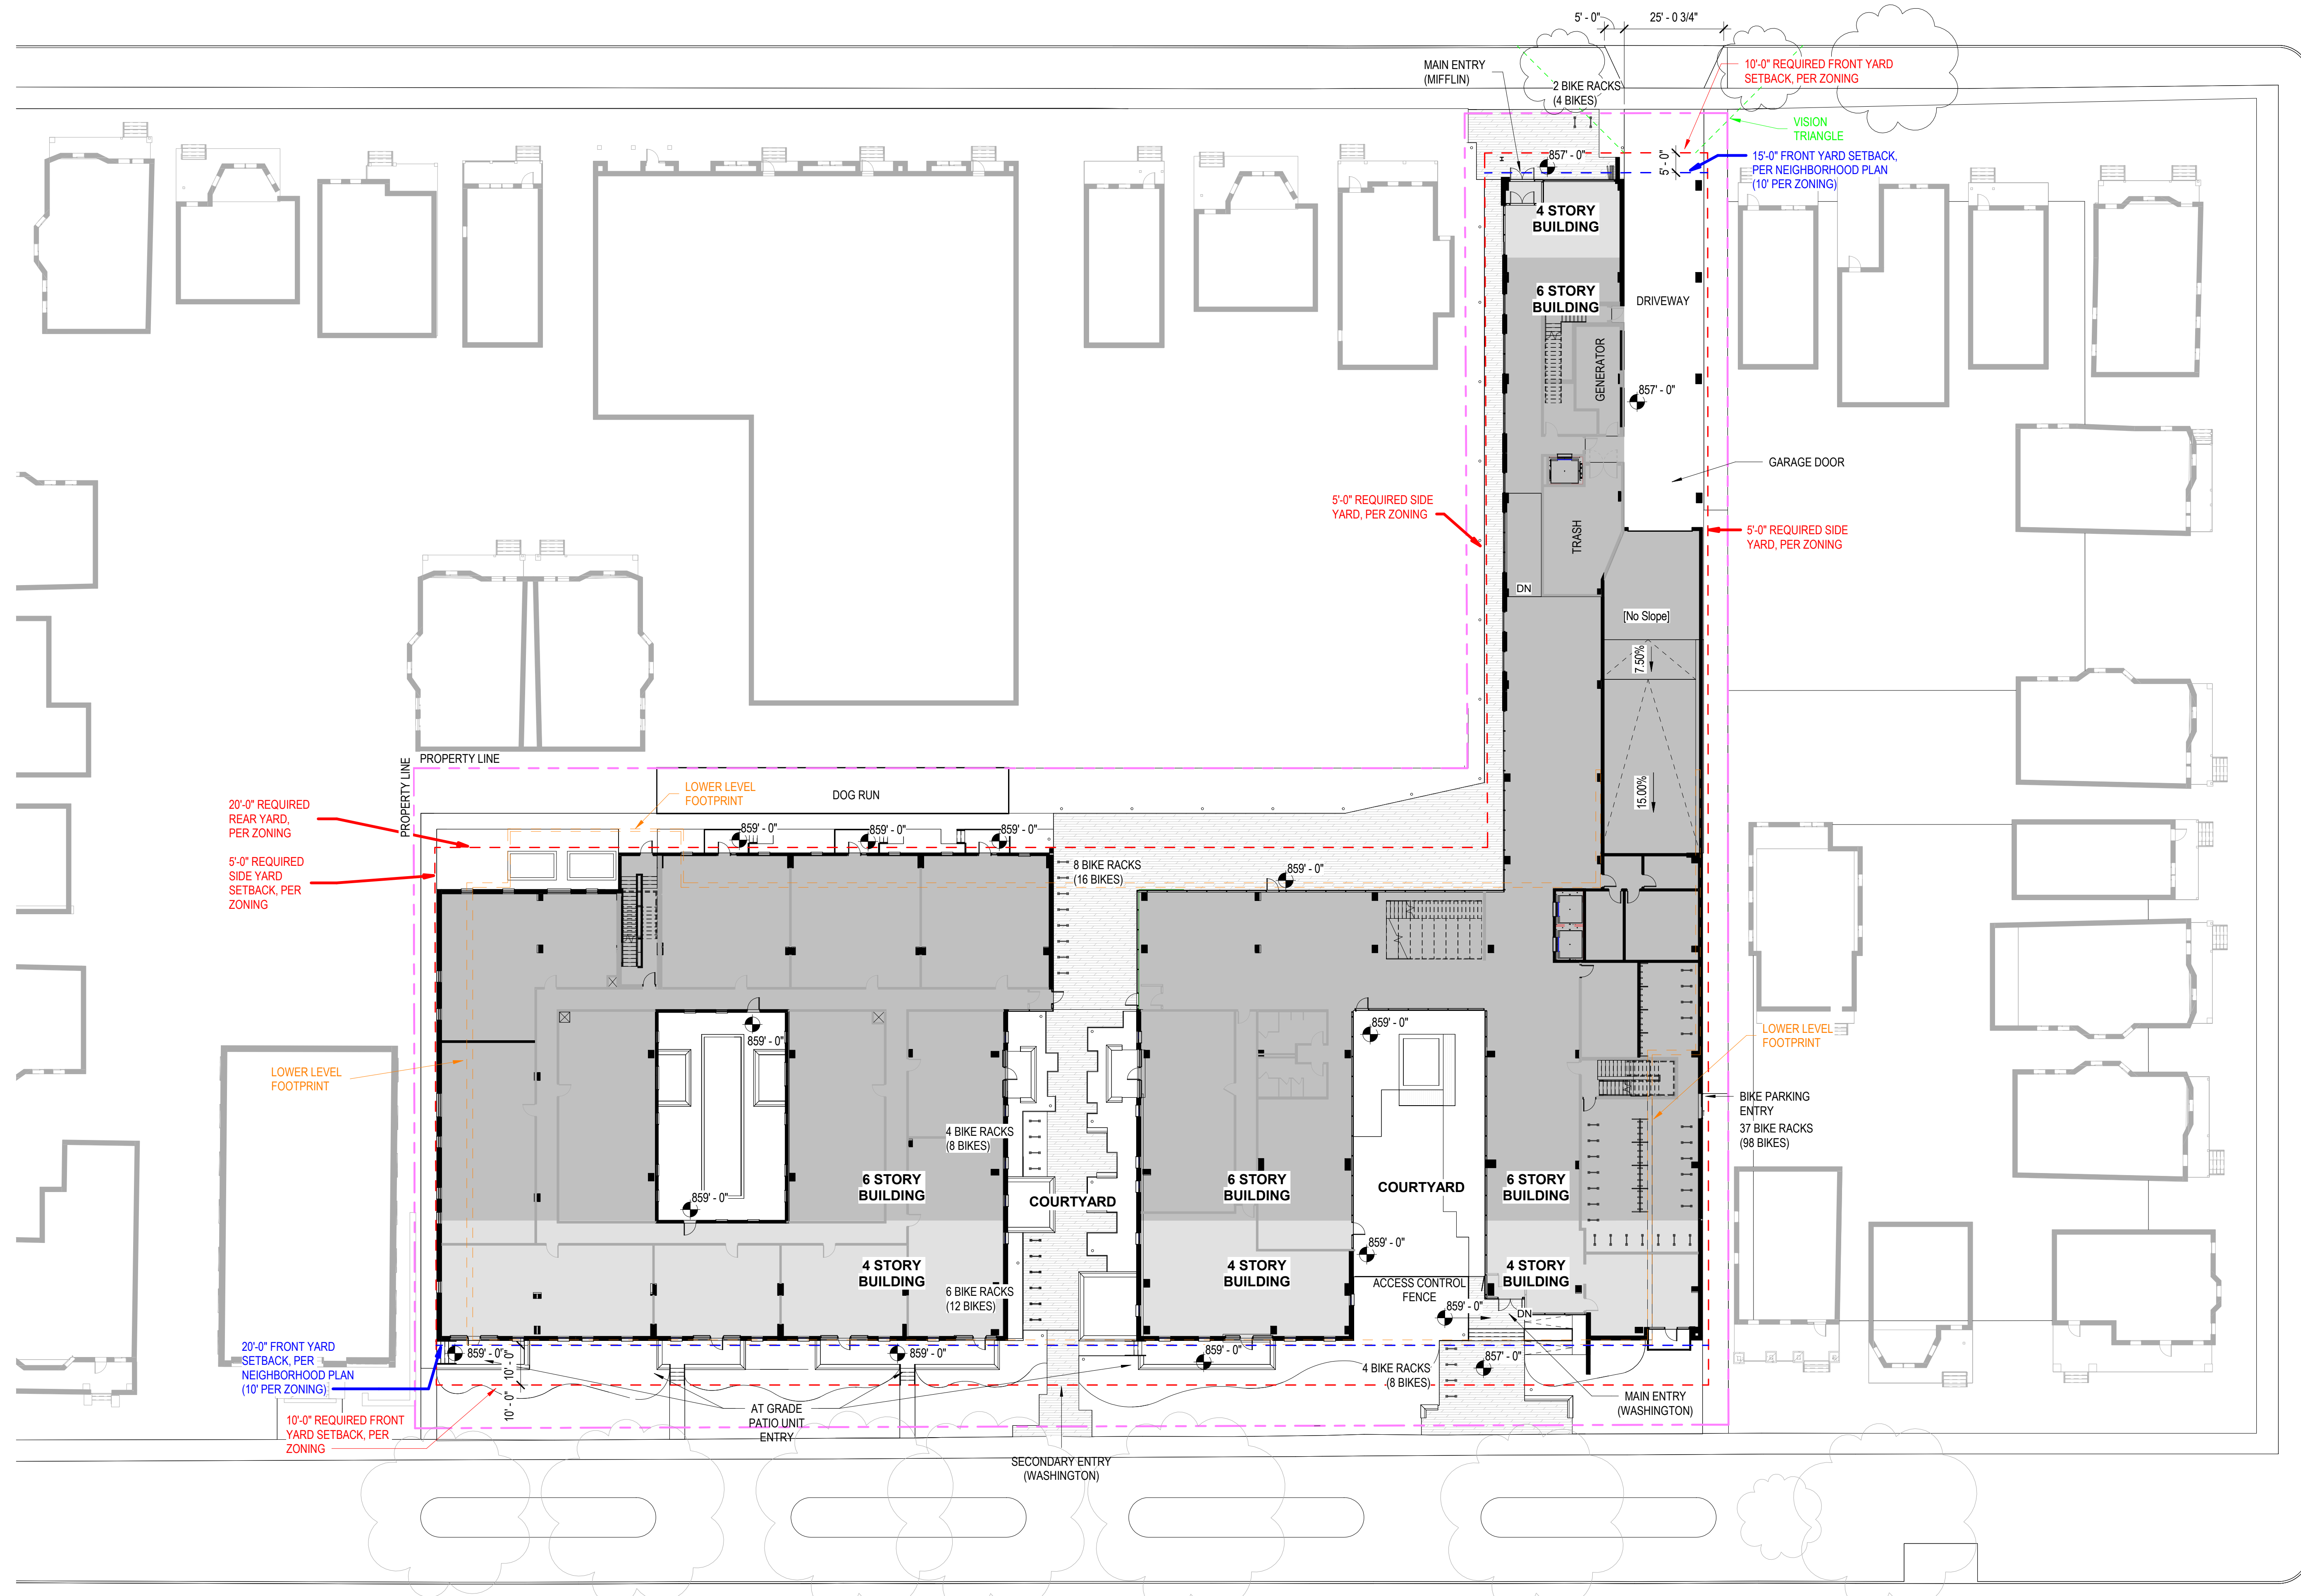 5' - 0"
25' - 0 3/4"
MAIN ENTRY
(MIFFLIN)
2 BIKE RACKS
(4 BIKES)
10'-0" REQUIRED FRONT YARD
SETBACK, PER ZONING
VISION
TRIANGLE
857' - 0"
5' - 0"
15'-0" FRONT YARD SETBACK,
PER NEIGHBORHOOD PLAN
(10' PER ZONING)
4 STORY
BUILDING
6 STORY
BUILDING
DRIVEWAY
GENERATOR
857' - 0"
GARAGE DOOR
5'-0" REQUIRED SIDE
YARD, PER ZONING
TRASH
5'-0" REQUIRED SIDE
YARD, PER ZONING
DN
[No Slope]
7.50%
15.00%
PROPERTY LINE
PROPERTY LINE
LOWER LEVEL
FOOTPRINT
DOG RUN
20'-0" REQUIRED
REAR YARD,
PER ZONING
859' - 0"
859' - 0"
859' - 0"
5'-0" REQUIRED
SIDE YARD
SETBACK, PER
ZONING
8 BIKE RACKS
(16 BIKES)
859' - 0"
859' - 0"
859' - 0"
LOWER LEVEL
FOOTPRINT
LOWER LEVEL
FOOTPRINT
BIKE PARKING
ENTRY
37 BIKE RACKS
(98 BIKES)
4 BIKE RACKS
(8 BIKES)
859' - 0"
6 STORY
BUILDING
COURTYARD
6 STORY
BUILDING
COURTYARD
6 STORY
BUILDING
859' - 0"
4 STORY
BUILDING
4 STORY
BUILDING
4 STORY
BUILDING
6 BIKE RACKS
(12 BIKES)
ACCESS CONTROL
FENCE
859' - 0"
DN
20'-0" FRONT YARD
SETBACK, PER
NEIGHBORHOOD PLAN
(10' PER ZONING)
859' - 0"
10' - 0"
10' - 0"
859' - 0"
859' - 0"
857' - 0"
4 BIKE RACKS
(8 BIKES)
MAIN ENTRY
(WASHINGTON)
AT GRADE
PATIO UNIT
ENTRY
10'-0" REQUIRED FRONT
YARD SETBACK, PER
ZONING
SECONDARY ENTRY
(WASHINGTON)